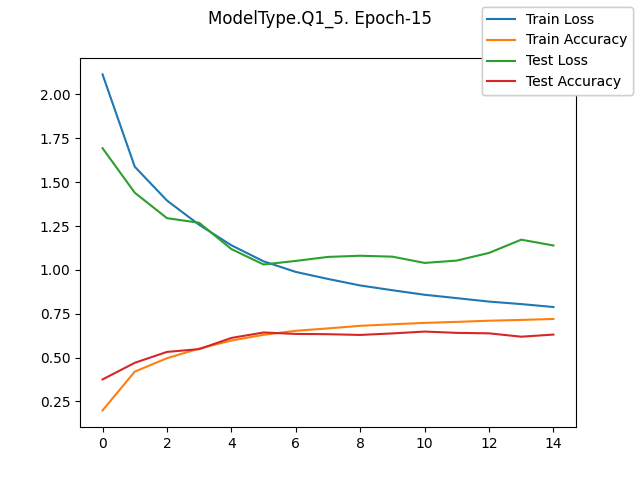 ModelType.Q1_5. Epoch-15
Train Loss
Train Accuracy
Test Loss
Test Accuracy
2.00
1.75
1.50
1.25
1.00
0.75
0.50
0.25
0 2 4 6 8 10 12 14